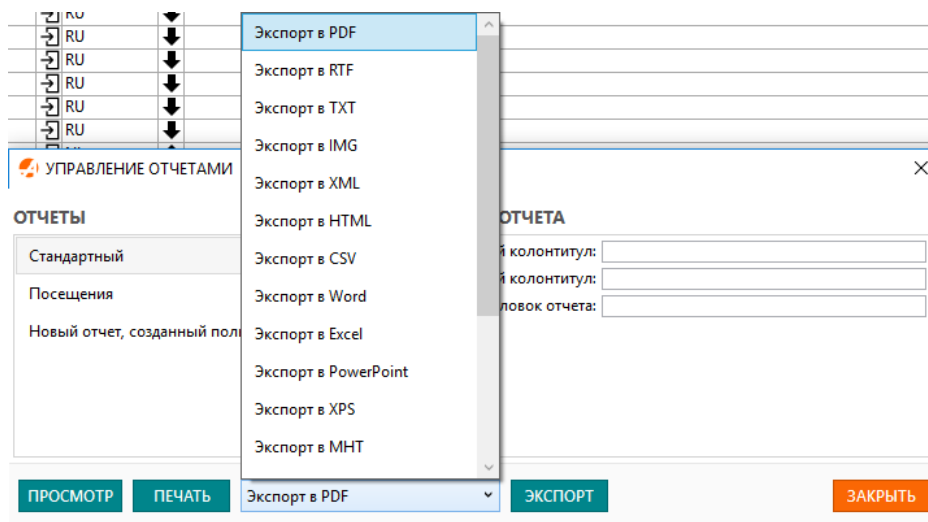 RU
RU
RU
RU
RU
RU
Экспорт в PDF
Экспорт в RTF
Экспорт в TXT
Экспорт в IMG
Экспорт в XML
Экспорт в HTML
Экспорт в CSV
Экспорт в Word
Экспорт в Excel
Экспорт в PowerPoint
Экспорт в XPS
Экспорт в MHT
УПРАВЛЕНИЕ ОТЧЕТАМИ
ОТЧЕТЫ
Стандартный
Посещения
Новый отчет, созданный
ОТЧЕТА
колонтитул:
колонтитул:
отчета:
ПРОСМОТР
ПЕЧАТЬ
Экспорт в PDF
ЭКСПОРТ
ЗАКРЫТЬ